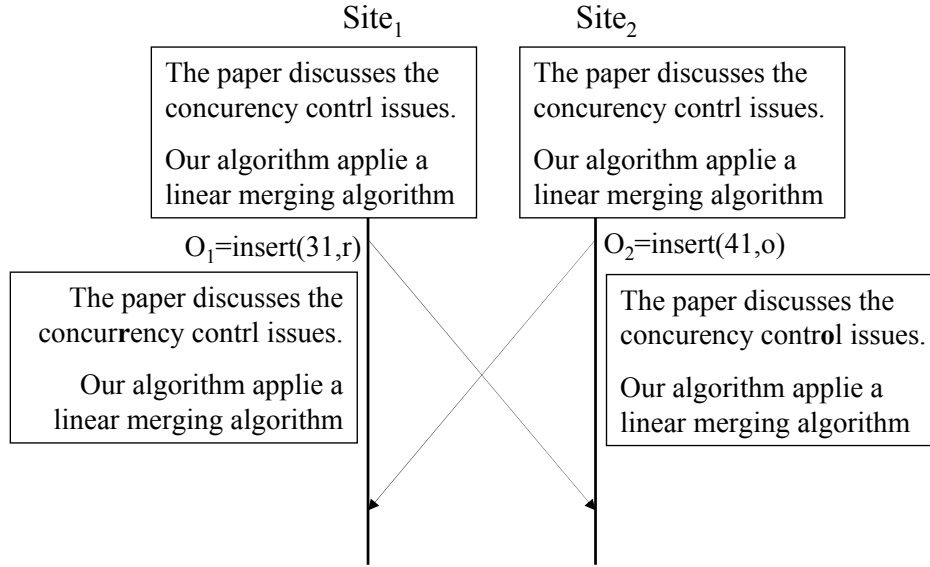 Site₁
The paper discusses the
concurency contrl issues.
Our algorithm applie a
linear merging algorithm
Site₂
The paper discusses the
concurency contrl issues.
Our algorithm applie a
linear merging algorithm
O₁=insert(31,r)
O₂=insert(41,o)
The paper discusses the
concurrency contrl issues.
Our algorithm applie a
linear merging algorithm
The paper discusses the
concurency control issues.
Our algorithm applie a
linear merging algorithm